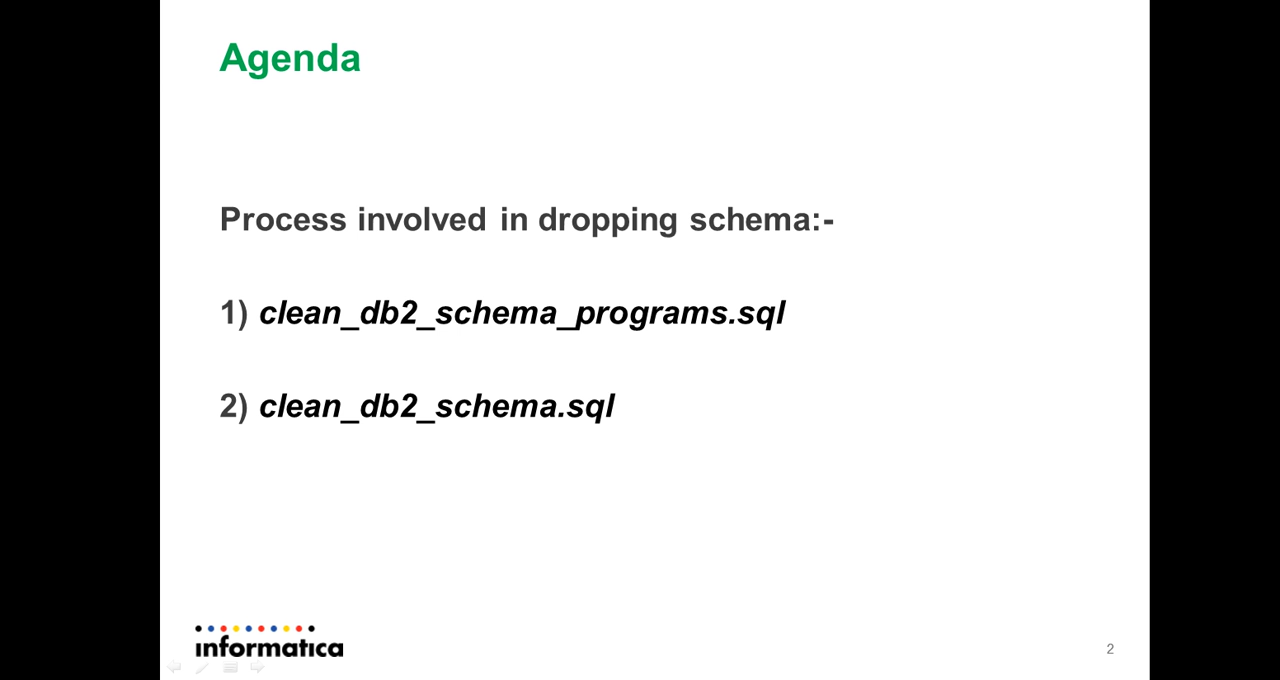 Agenda
Process involved in dropping schema:-
1) clean_db2_schema_programs.sql
2) clean_db2_schema.sql
informatica
2